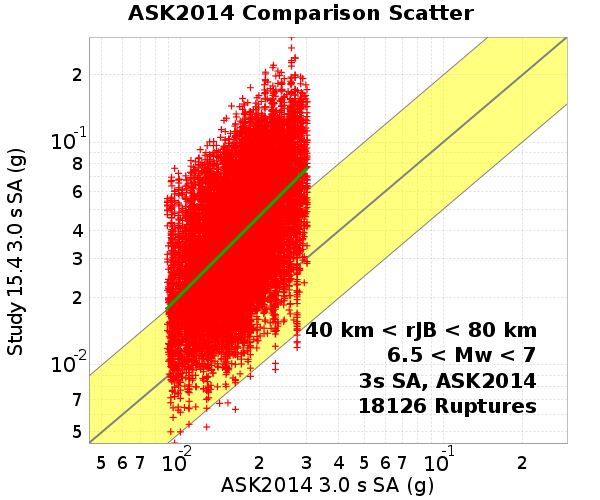 ASK2014 Comparison Scatter
Study 15.4 3.0 s SA (g)
2
10-1
8
6
4
3
2
10-2
7
5
40 km < rJB < 80 km
6.5 < Mw < 7
3s SA, ASK2014
18126 Ruptures
5 6 7 10-2 2 3 4 5 6 7 10-1 2
ASK2014 3.0 s SA (g)